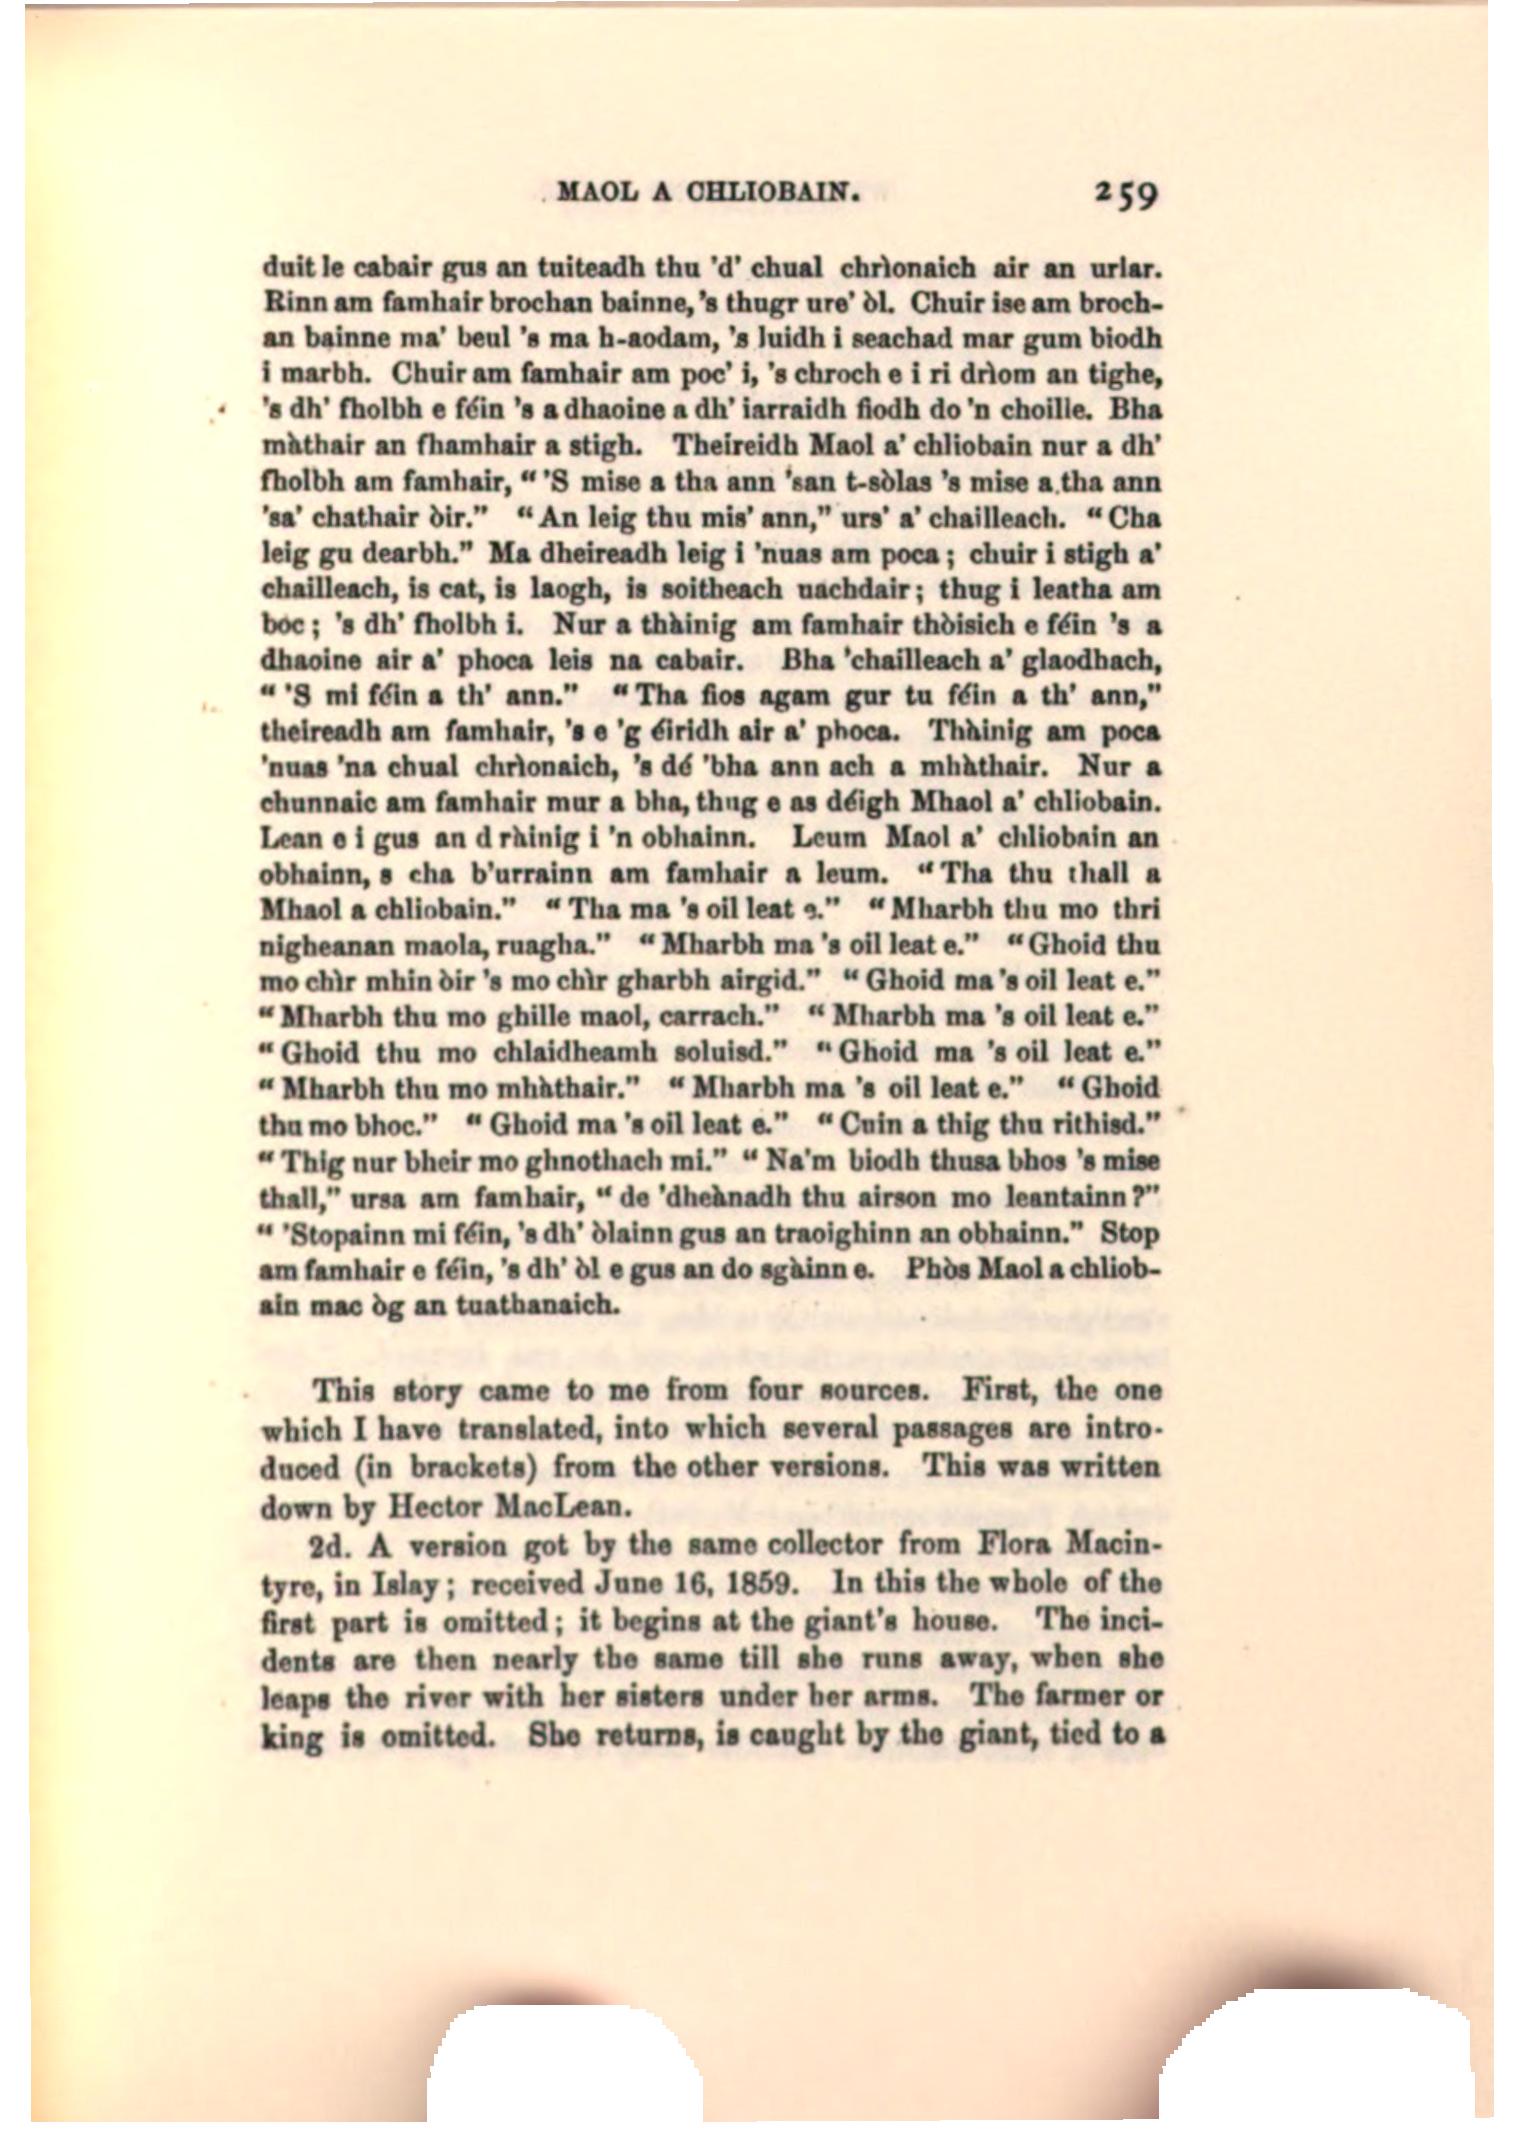 MAOL A CHLIOBAIN. 259
duit le cabair gus an tuiteadh thu 'd' chual chrìonaich air an urlar.
Rinn am famhair brochan bainne, 's thugr ure' òl. Chuir ise am broch-
an bainne ma' beul 's ma h-aodam, 's luidh i seachad mar gum biodh
i marbh. Chuir am famhair am poc' i, 's chroch e i ri drìom an tighe,
's dh' fholbh e féin 's a dhaoine a dh' iarraidh fiodh do 'n choille. Bha
màthair an fhamhair a stigh. Theireidh Maol a' chliobain nur a dh'
fholbh am famhair, "'S mise a tha ann 'san t-sòlas 's mise a tha ann
'sa' chathair òir." "An leig thu mis' ann," urs' a' chailleach. "Cha
leig gu dearbh." Ma dheireadh leig i 'nuas am poca; chuir i stigh a'
chailleach, is cat, is laogh, is soitheach uachdair; thug i leatha am
boc; 's dh' fholbh i. Nur a thàinig am famhair thòisich e féin 's a
dhaoine air a' phoca leis na cabair. Bha 'chailleach a' glaodhach,
"'S mi féin a th' ann." "Tha fios agam gur tu féin a th' ann,"
theireadh am famhair, 's e 'g éiridh air a' phoca. Thàinig am poca
'nuas 'na chual chrìonaich, 's dé 'bha ann ach a mhàthair. Nur a
chunnaic am famhair mur a bha, thug e as déigh Mhaol a' chliobain.
Lean e i gus an d ràinig i 'n obhainn. Leum Maol a' chliobain an
obhainn, s cha b'urrainn am famhair a leum. "Tha thu thall a
Mhaol a chliobain." "Tha ma 's oil leat e." "Mharbh thu mo thri
nigheanan maola, ruagha." "Mharbh ma 's oil leat e." "Ghoid thu
mo chìr mhin òir 's mo chìr gharbh airgid." "Ghoid ma 's oil leat e."
"Mharbh thu mo ghille maol, carrach." "Mharbh ma 's oil leat e."
"Ghoid thu mo chlaidheamh soluisd." "Ghoid ma 's oil leat e."
"Mharbh thu mo mhàthair." "Mharbh ma 's oil leat e." "Ghoid
thu mo bhoc." "Ghoid ma 's oil leat e." "Cuin a thig thu rithisd."
"Thig nur bheir mo ghnothach mi." "Na'm biodh thusa bhos 's mise
thall," ursa am famhair, "de 'dheànadh thu airson mo leantainn?"
"'Stopainn mi féin, 's dh' òlainn gus an traoighinn an obhainn." Stop
am famhair e féin, 's dh' òl e gus an do sgàinn e. Phòs Maol a chliob-
ain mac òg an tuathanaich.
This story came to me from four sources. First, the one
which I have translated, into which several passages are intro-
duced (in brackets) from the other versions. This was written
down by Hector MacLean.
2d. A version got by the same collector from Flora Macin-
tyre, in Islay; received June 16, 1859. In this the whole of the
first part is omitted; it begins at the giant's house. The inci-
dents are then nearly the same till she runs away, when she
leaps the river with her sisters under her arms. The farmer or
king is omitted. She returns, is caught by the giant, tied to a